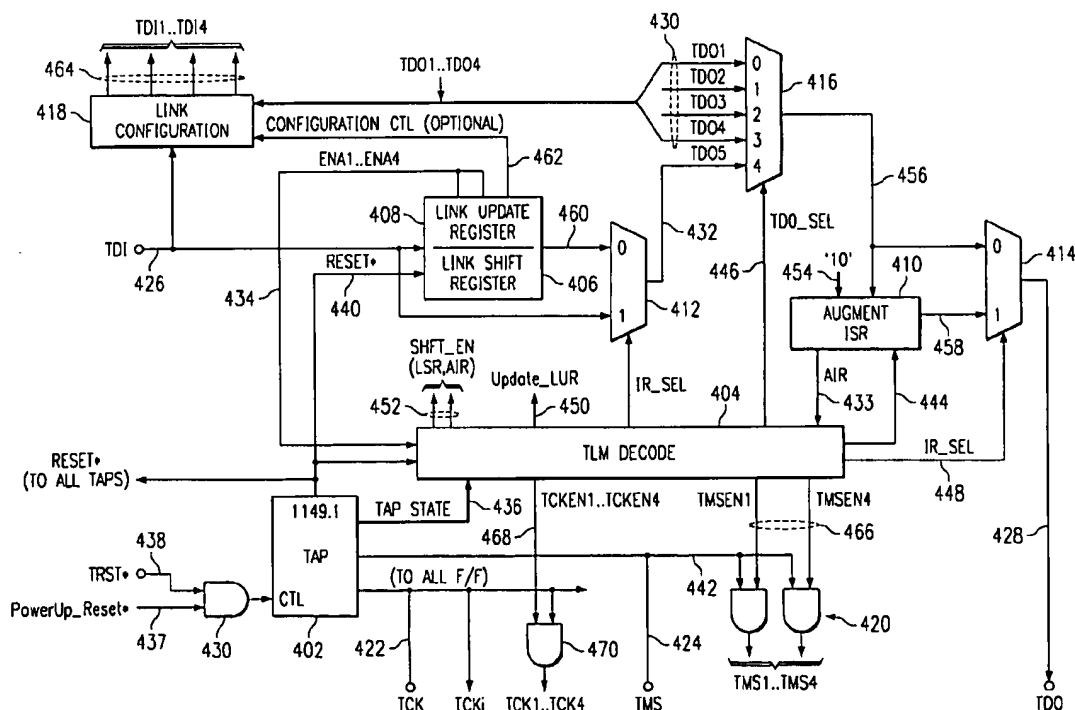 TDI1..TDI4
464
418
LINK
CONFIGURATION
TDO1..TDO4
430
TDO1
TDO2
TDO3
TDO4
TDO5
0
1
2
3
4
416
CONFIGURATION CTL (OPTIONAL)
ENA1..ENA4
462
408
LINK UPDATE
REGISTER
LINK SHIFT
REGISTER
406
460
0
1
412
432
TDO_SEL
446
456
TDI
426
RESET*
440
434
'10'
454
410
AUGMENT
ISR
458
0
1
414
SHFT_EN
(LSR,AIR)
452
Update_LUR
450
IR_SEL
404
AIR
433
444
TLM DECODE
IR_SEL
448
RESET*
(TO ALL TAPS)
1149.1
TAP
CTL
402
TAP STATE
436
TCKEN1..TCKEN4
468
TMSEN1
TMSEN4
466
428
438
TRST*
PowerUp_Reset*
437
430
(TO ALL F/F)
442
422
470
424
420
TCK
TCKi
TCK1..TCK4
TMS
TMS1..TMS4
TDO